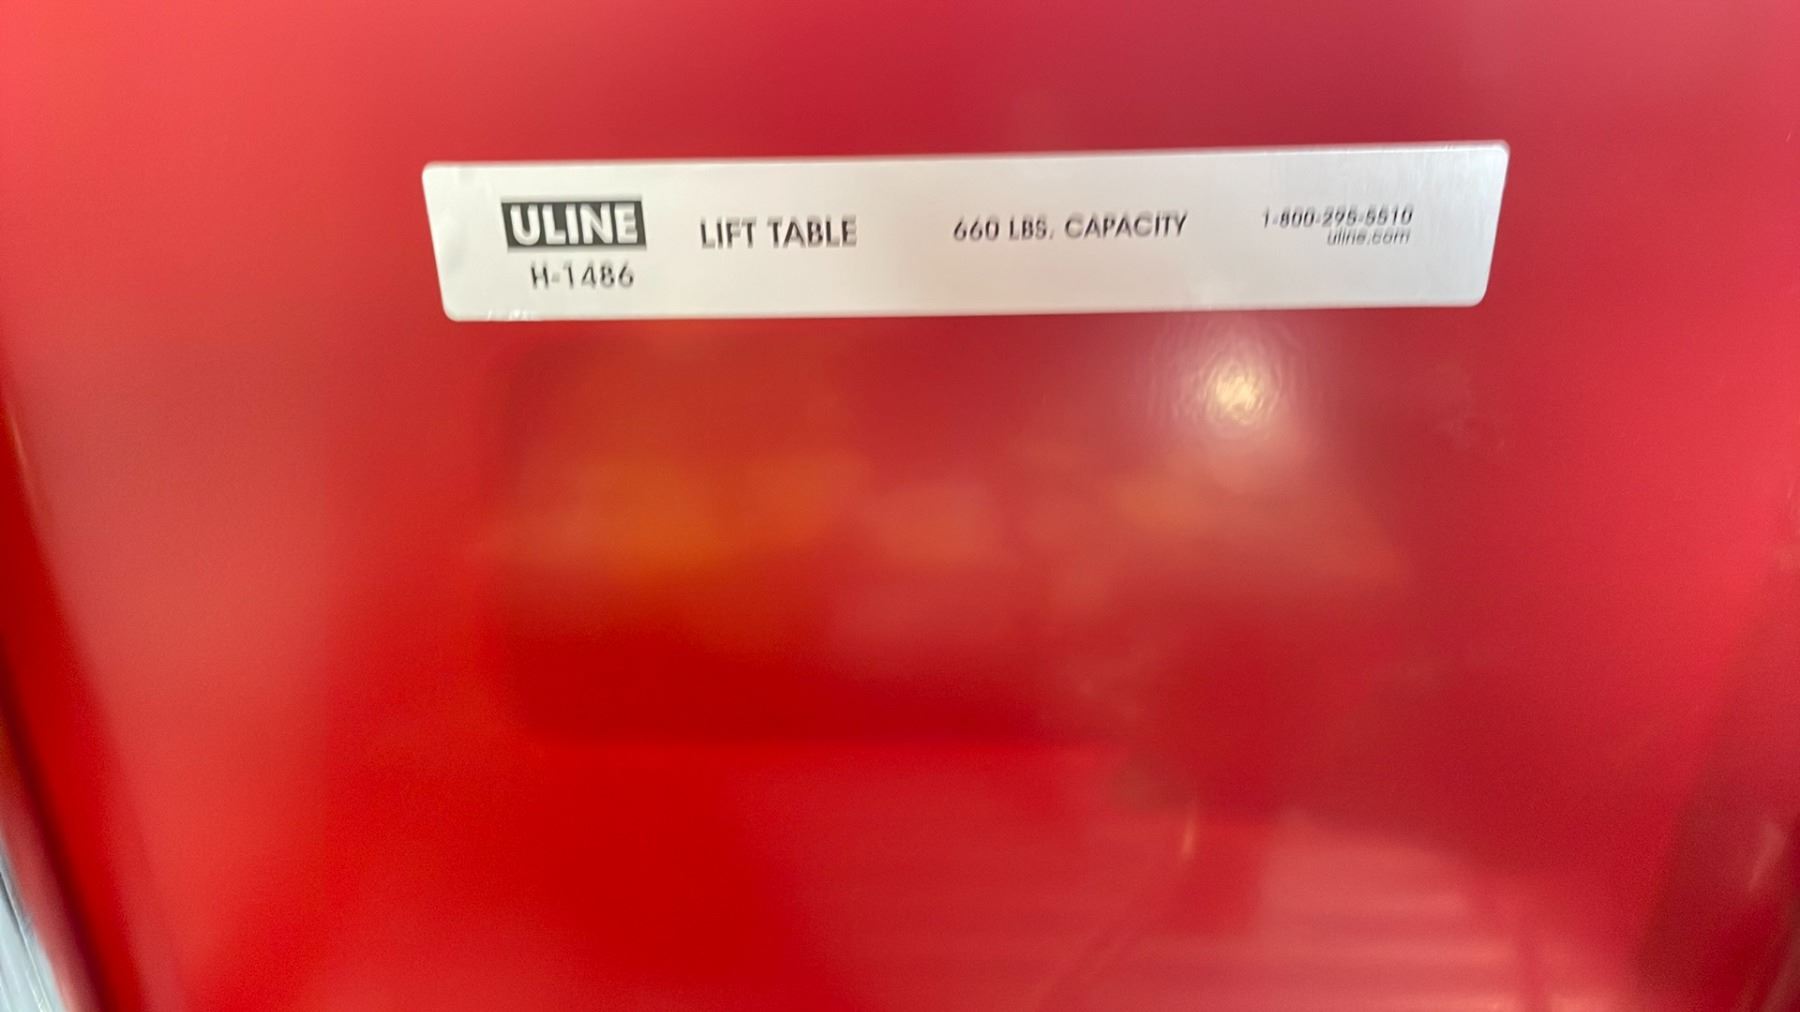 ULINE
H-1486
LIFT TABLE
660 LBS. CAPACITY
1-800-295-5510
uline.com